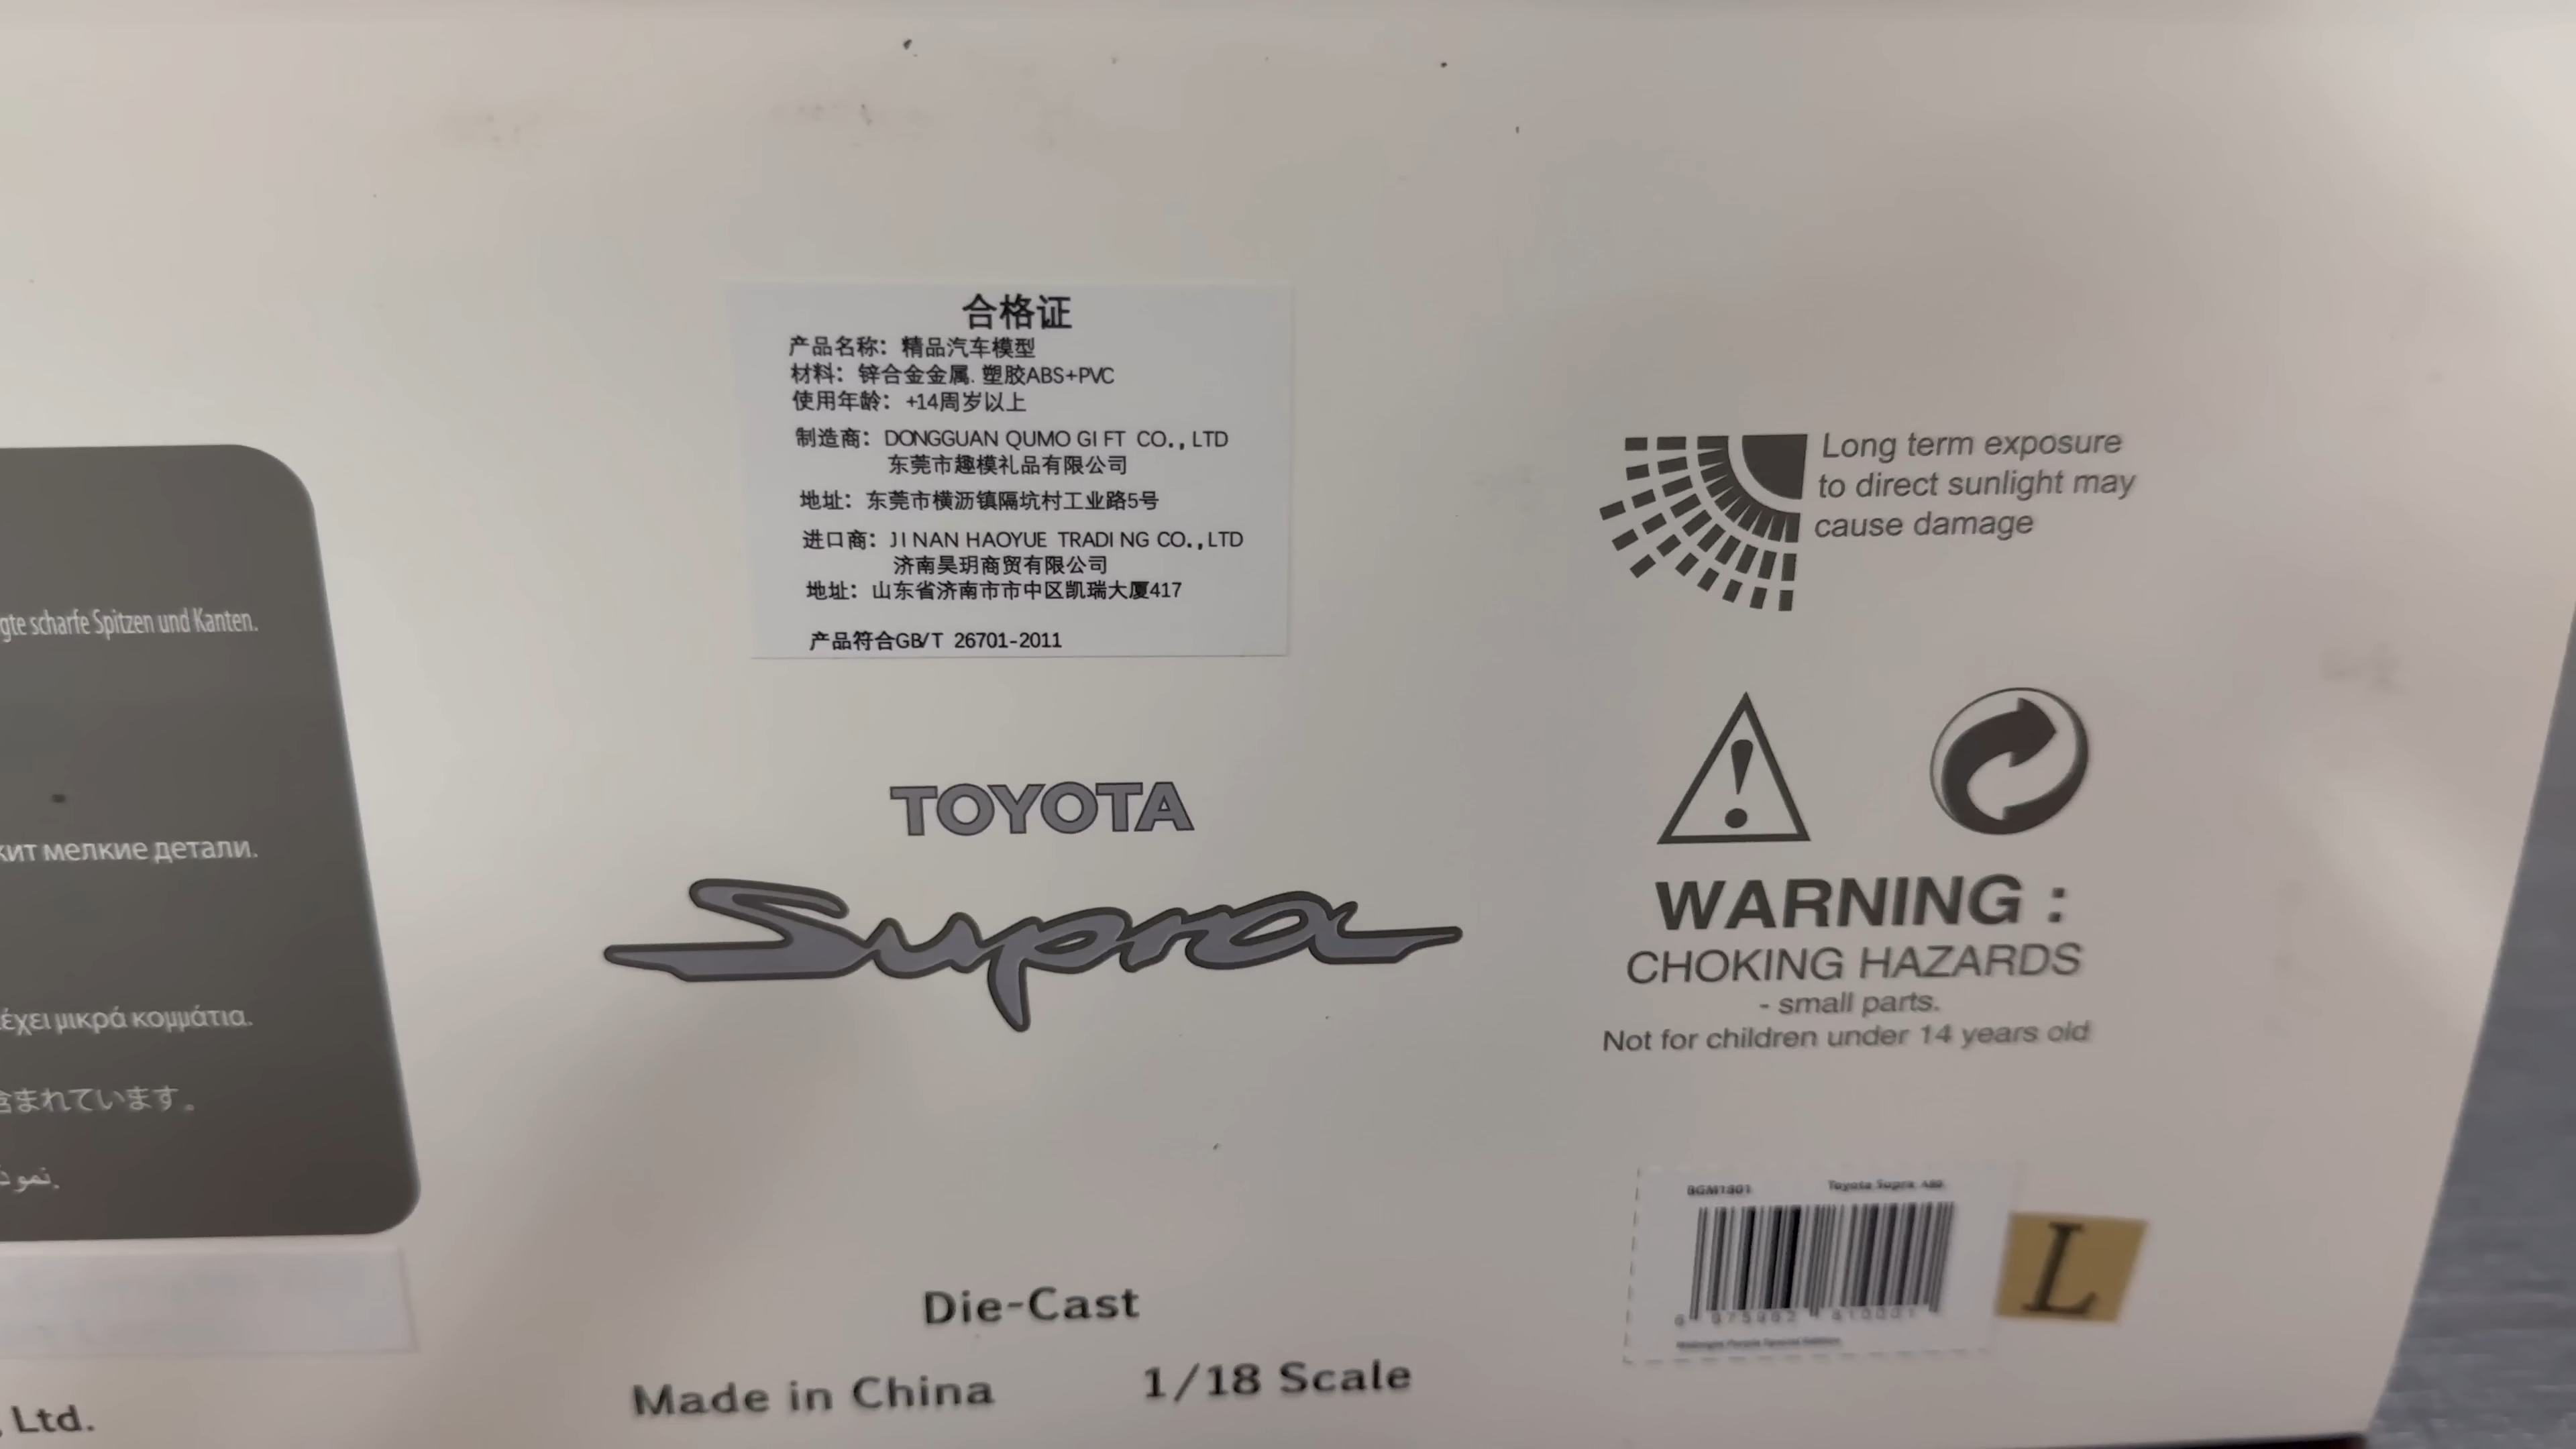 gte scharfe Spitzen und Kanten.
кит мелкие детали.
έχει μικρά κομμάτια.
含まれています。
, Ltd.
合格证
产品名称：精品汽车模型
材料：锌合金金属.塑胶ABS+PVC
使用年龄：+14周岁以上
制造商：DONGGUAN QUMO GIFT CO.,LTD
东莞市趣模礼品有限公司
地址：东莞市横沥镇隔坑村工业路5号
进口商：JINAN HAOYUE TRADING CO.,LTD
济南昊玥商贸有限公司
地址：山东省济南市市中区凯瑞大厦417
产品符合GB/T 26701-2011
TOYOTA
Supra
Die-Cast
Made in China 1/18 Scale
Long term exposure
to direct sunlight may
cause damage
WARNING :
CHOKING HAZARDS
- small parts.
Not for children under 14 years old
BGM1801 Toyota Supra A80
L